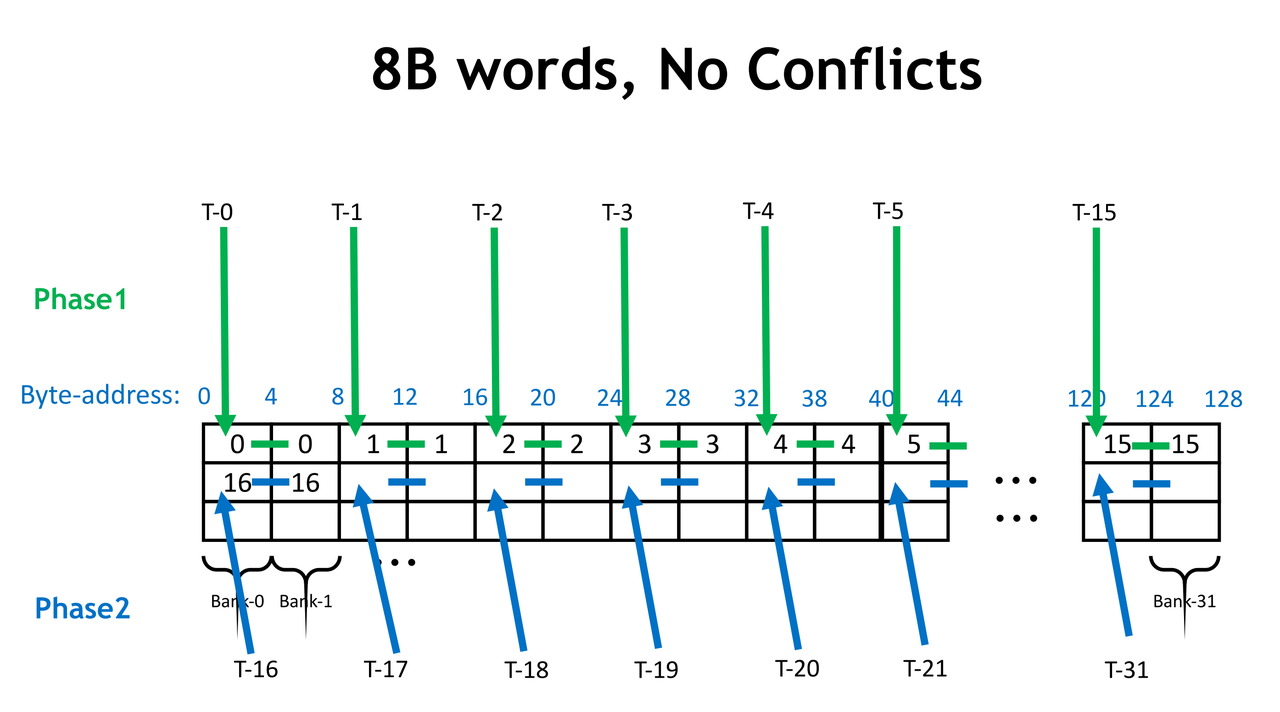 8B words, No Conflicts
T-0 T-1 T-2 T-3 T-4 T-5 T-15
Phase1
Byte-address: 0 4 8 12 16 20 24 28 32 38 40 44 120 124 128
0 0 1 1 2 2 3 3 4 4 5 15 15
16 16 ...
...
...
Bank-0 Bank-1 Bank-31
Phase2
T-16 T-17 T-18 T-19 T-20 T-21 T-31